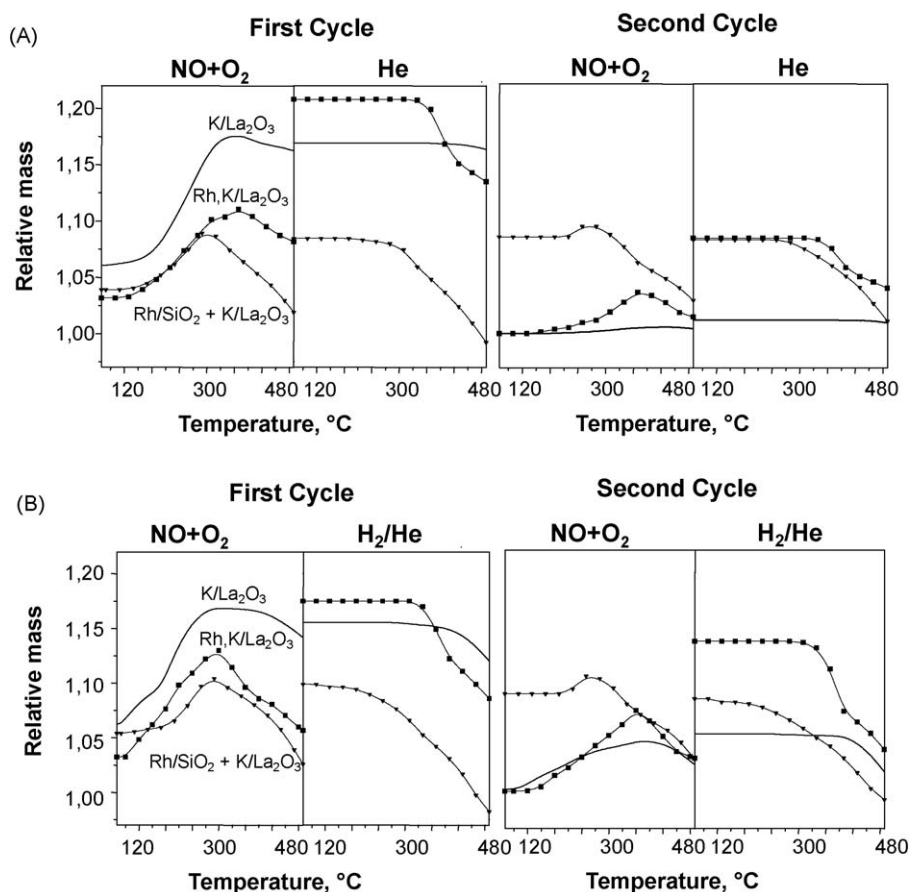 (A)
First Cycle
Second Cycle
NO+O₂
He
NO+O₂
He
Relative mass
1,20
1,15
1,10
1,05
1,00
K/La₂O₃
Rh,K/La₂O₃
Rh/SiO₂ + K/La₂O₃
120 300 480
120 300 480
120 300 480
120 300 480
Temperature, °C
Temperature, °C
(B)
First Cycle
Second Cycle
NO+O₂
H₂/He
NO+O₂
H₂/He
Relative mass
1,20
1,15
1,10
1,05
1,00
K/La₂O₃
Rh,K/La₂O₃
Rh/SiO₂ + K/La₂O₃
120 300 480
120 300 480
120 300 480
120 300 480
Temperature, °C
Temperature, °C